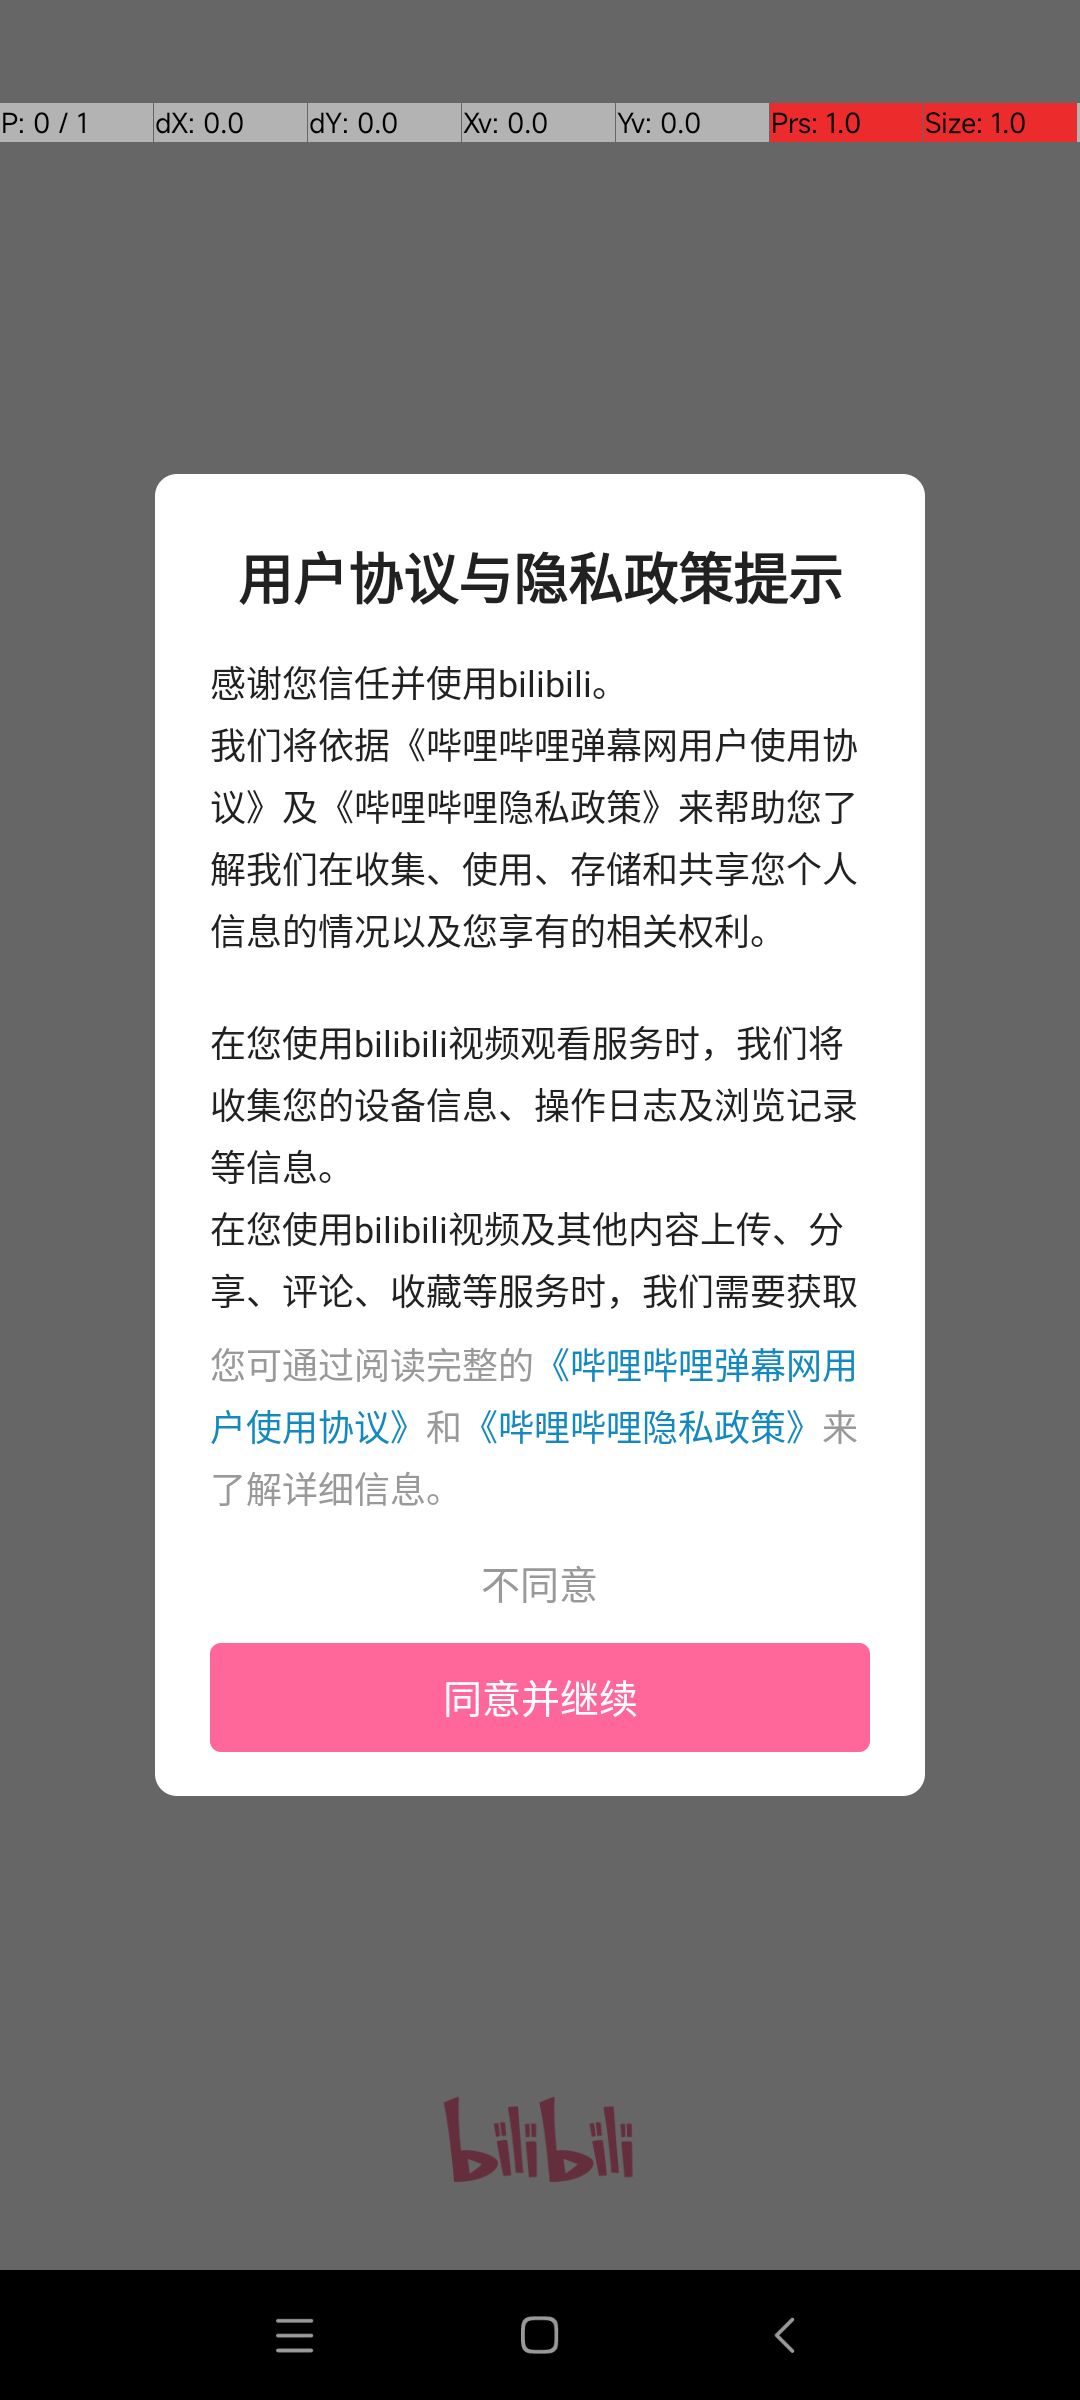 P: 0 / 1 dX: 0.0 dY: 0.0 Xv: 0.0 Yv: 0.0 Prs: 1.0 Size: 1.0
用户协议与隐私政策提示
感谢您信任并使用bilibili。
我们将依据《哔哩哔哩弹幕网用户使用协
议》及《哔哩哔哩隐私政策》来帮助您了
解我们在收集、使用、存储和共享您个人
信息的情况以及您享有的相关权利。
在您使用bilibili视频观看服务时，我们将
收集您的设备信息、操作日志及浏览记录
等信息。
在您使用bilibili视频及其他内容上传、分
享、评论、收藏等服务时，我们需要获取
您可通过阅读完整的《哔哩哔哩弹幕网用
户使用协议》和《哔哩哔哩隐私政策》来
了解详细信息。
不同意
同意并继续
bilibili